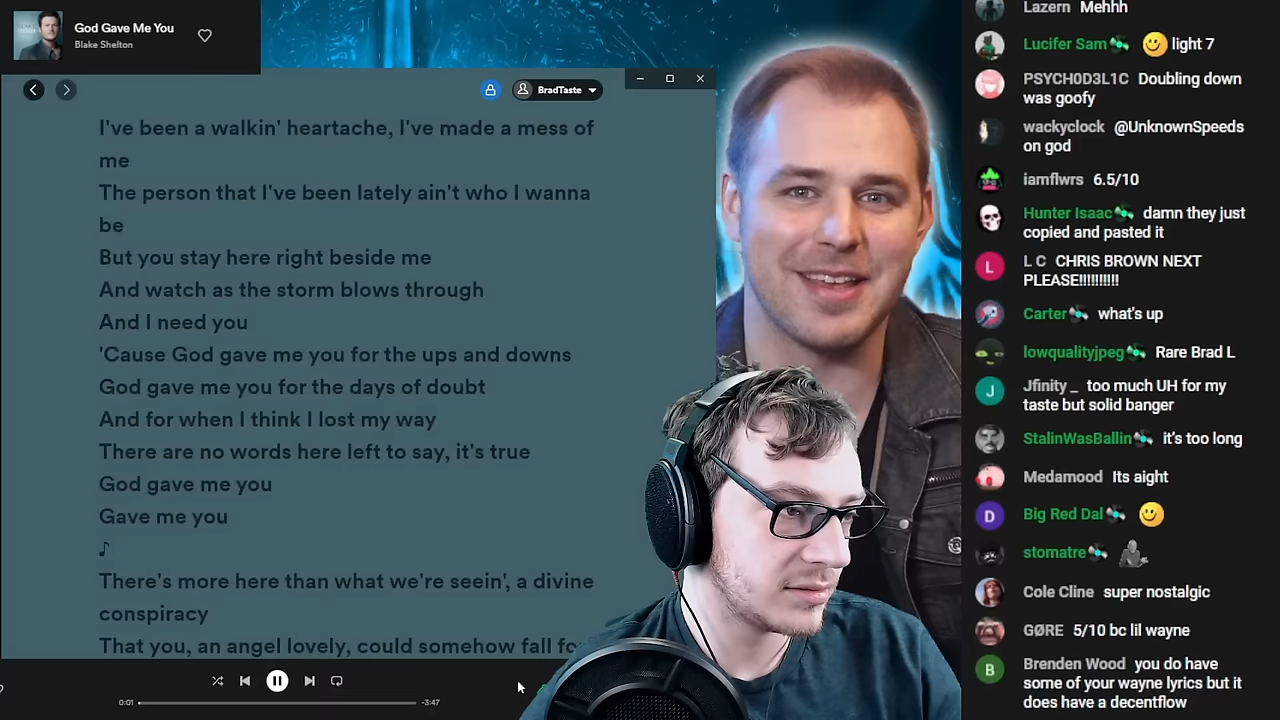 God Gave Me You
Blake Shelton
BradTaste
I've been a walkin' heartache, I've made a mess of
me
The person that I've been lately ain't who I wanna
be
But you stay here right beside me
And watch as the storm blows through
And I need you
'Cause God gave me you for the ups and downs
God gave me you for the days of doubt
And for when I think I lost my way
There are no words here left to say, it's true
God gave me you
Gave me you
♪
There's more here than what we're seein', a divine
conspiracy
That you, an angel lovely, could somehow fall fo
0:01
-3:47
Lazern Mehhh
Lucifer Sam light 7
PSYCH0D3L1C Doubling down
was goofy
wackyclock @UnknownSpeeds
on god
iamflwrs 6.5/10
Hunter Isaac damn they just
copied and pasted it
L
L C CHRIS BROWN NEXT
PLEASE!!!!!!!!!!
Carter what's up
lowqualityjpeg Rare Brad L
J
Jfinity _ too much UH for my
taste but solid banger
StalinWasBallin it's too long
Medamood Its aight
D
Big Red Dal
stomatre
Cole Cline super nostalgic
GØRE 5/10 bc lil wayne
B
Brenden Wood you do have
some of your wayne lyrics but it
does have a decentflow